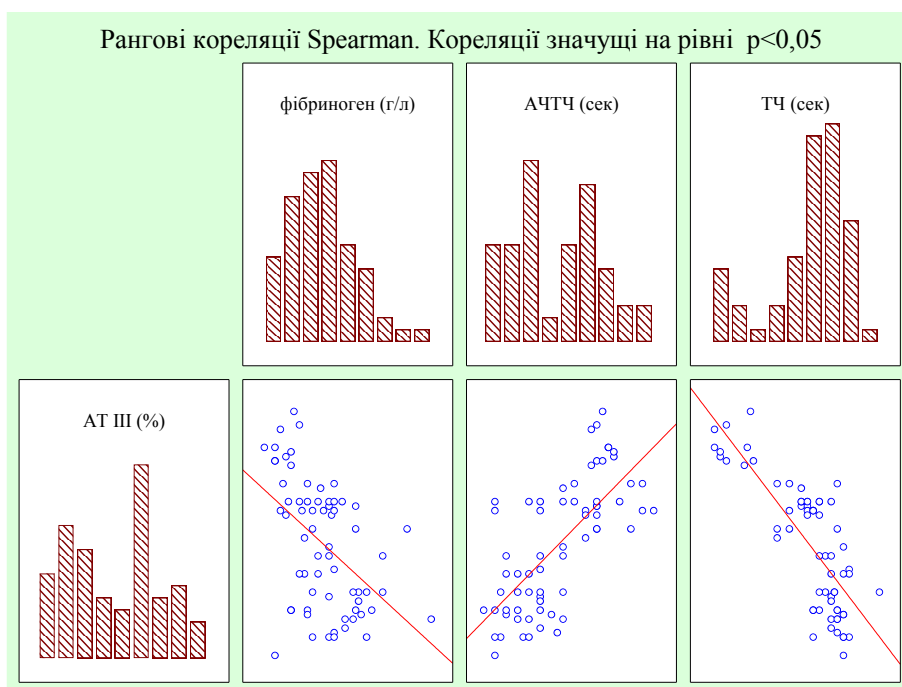 Рангові кореляції Spearman. Кореляції значущі на рівні p<0,05
фібриноген (г/л)
АЧТЧ (сек)
ТЧ (сек)
АТ III (%)